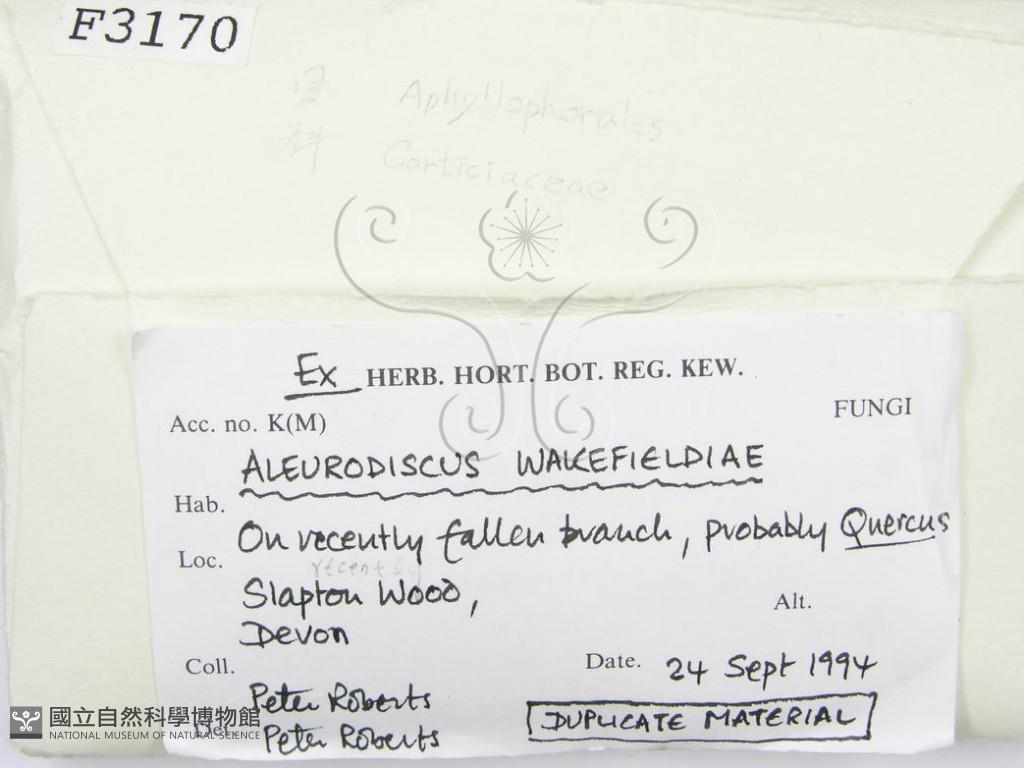 F3170
目 Aphyllophorales
科 Corticiaceae
Ex HERB. HORT. BOT. REG. KEW.
Acc. no. K(M) FUNGI
ALEURODISCUS WAKEFIELDIAE
Hab. On recently fallen branch, probably Quercus
recently
Loc. Slapton Wood, Alt.
Devon
Coll. Peter Roberts Date. 24 Sept 1994
Det. Peter Roberts DUPLICATE MATERIAL
國立自然科學博物館
NATIONAL MUSEUM OF NATURAL SCIENCE